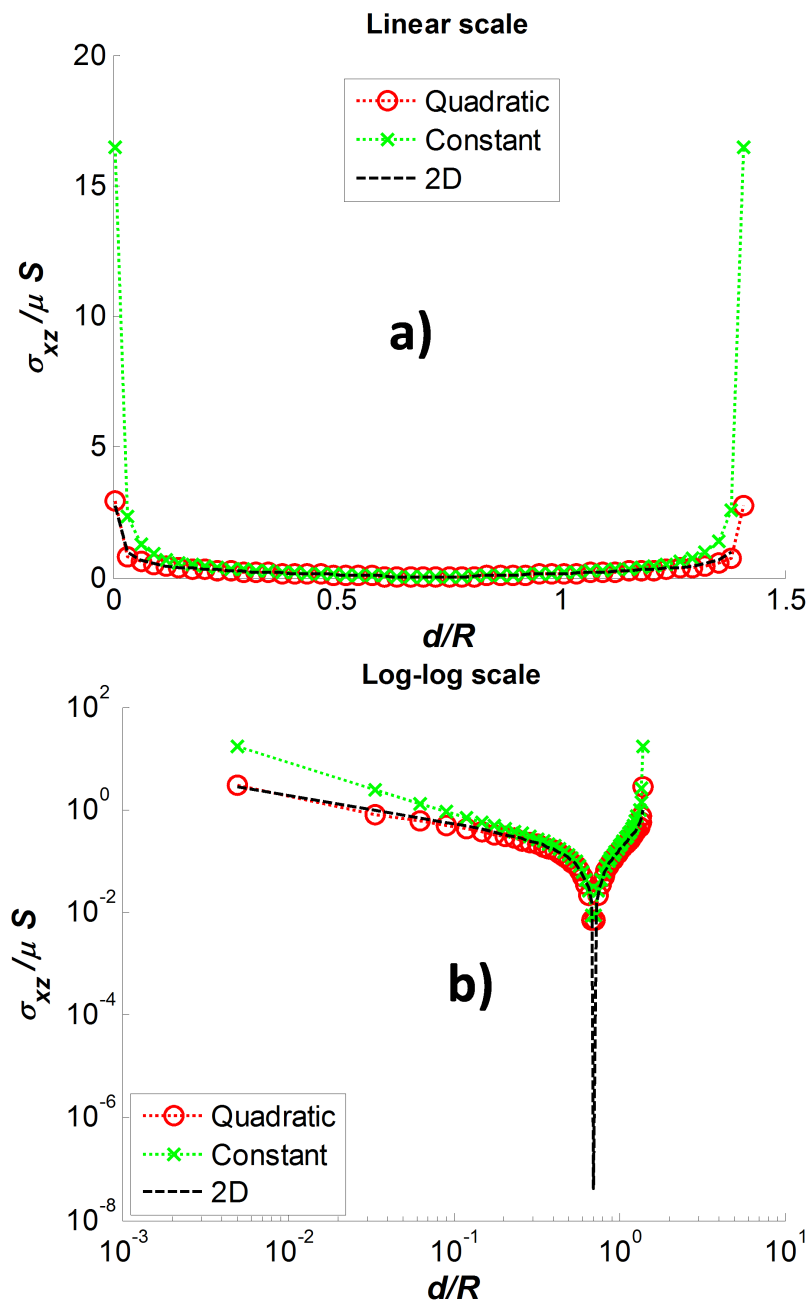 Linear scale
20
Quadratic
Constant
2D
15
σxz /μ S
10
a)
5
0
0 0.5 1 1.5
d/R
Log-log scale
10^2
10^0
10^-2
σxz /μ S
b)
10^-4
10^-6
Quadratic
Constant
2D
10^-8
10^-3 10^-2 10^-1 10^0 10^1
d/R